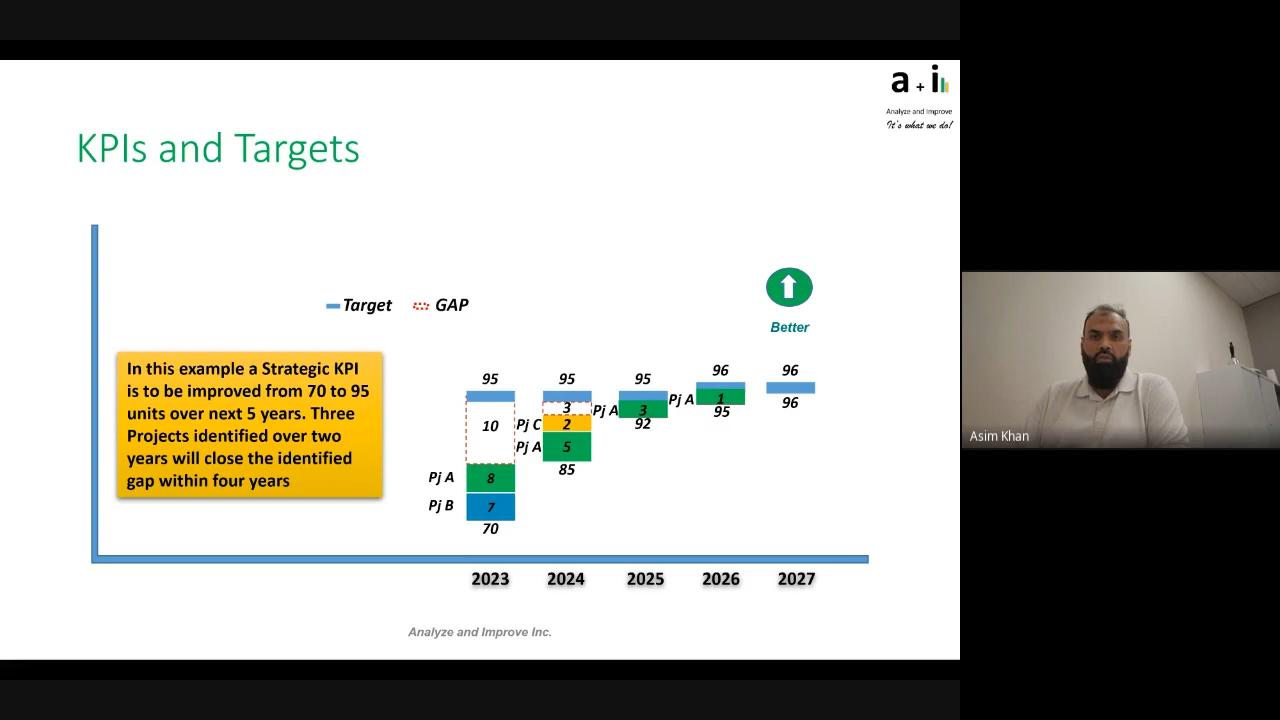 a + i
Analyze and Improve
It's what we do!
KPIs and Targets
Target GAP
Better
In this example a Strategic KPI
is to be improved from 70 to 95
units over next 5 years. Three
Projects identified over two
years will close the identified
gap within four years
95 95 95 96 96
10 3 Pj A 3 Pj A 1 96
Pj C 2 92 95
Pj A 5
85
Pj A 8
Pj B 7
70
2023 2024 2025 2026 2027
Analyze and Improve Inc.
Asim Khan